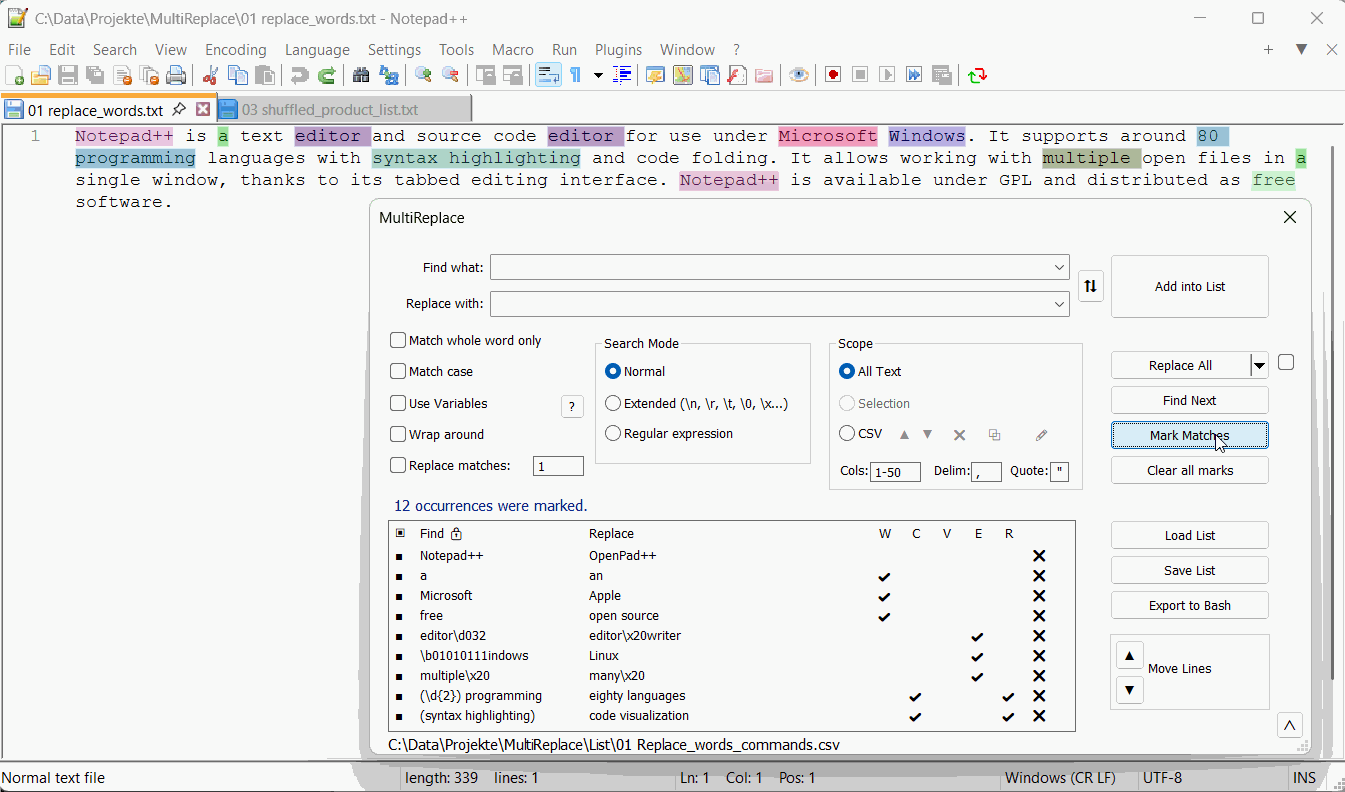 C:\Data\Projekte\MultiReplace\01 replace_words.txt - Notepad++
File Edit Search View Encoding Language Settings Tools Macro Run Plugins Window ?
01 replace_words.txt 03 shuffled_product_list.txt
1 Notepad++ is a text editor and source code editor for use under Microsoft Windows. It supports around 80
programming languages with syntax highlighting and code folding. It allows working with multiple open files in a
single window, thanks to its tabbed editing interface. Notepad++ is available under GPL and distributed as free
software.
MultiReplace
Find what:
Replace with:
Add into List
Match whole word only
Match case
Use Variables ?
Wrap around
Replace matches: 1
Search Mode
Normal
Extended (\n, \r, \t, \0, \x...)
Regular expression
Scope
All Text
Selection
CSV
Cols: 1-50 Delim: , Quote: "
Replace All
Find Next
Mark Matches
Clear all marks
12 occurrences were marked.
Find Replace W C V E R
Notepad++ OpenPad++
a an
Microsoft Apple
free open source
editor\d032 editor\x20writer
\b01010111indows Linux
multiple\x20 many\x20
(\d{2}) programming eighty languages
(syntax highlighting) code visualization
Load List
Save List
Export to Bash
Move Lines
C:\Data\Projekte\MultiReplace\List\01 Replace_words_commands.csv
Normal text file length: 339 lines: 1 Ln: 1 Col: 1 Pos: 1 Windows (CR LF) UTF-8 INS